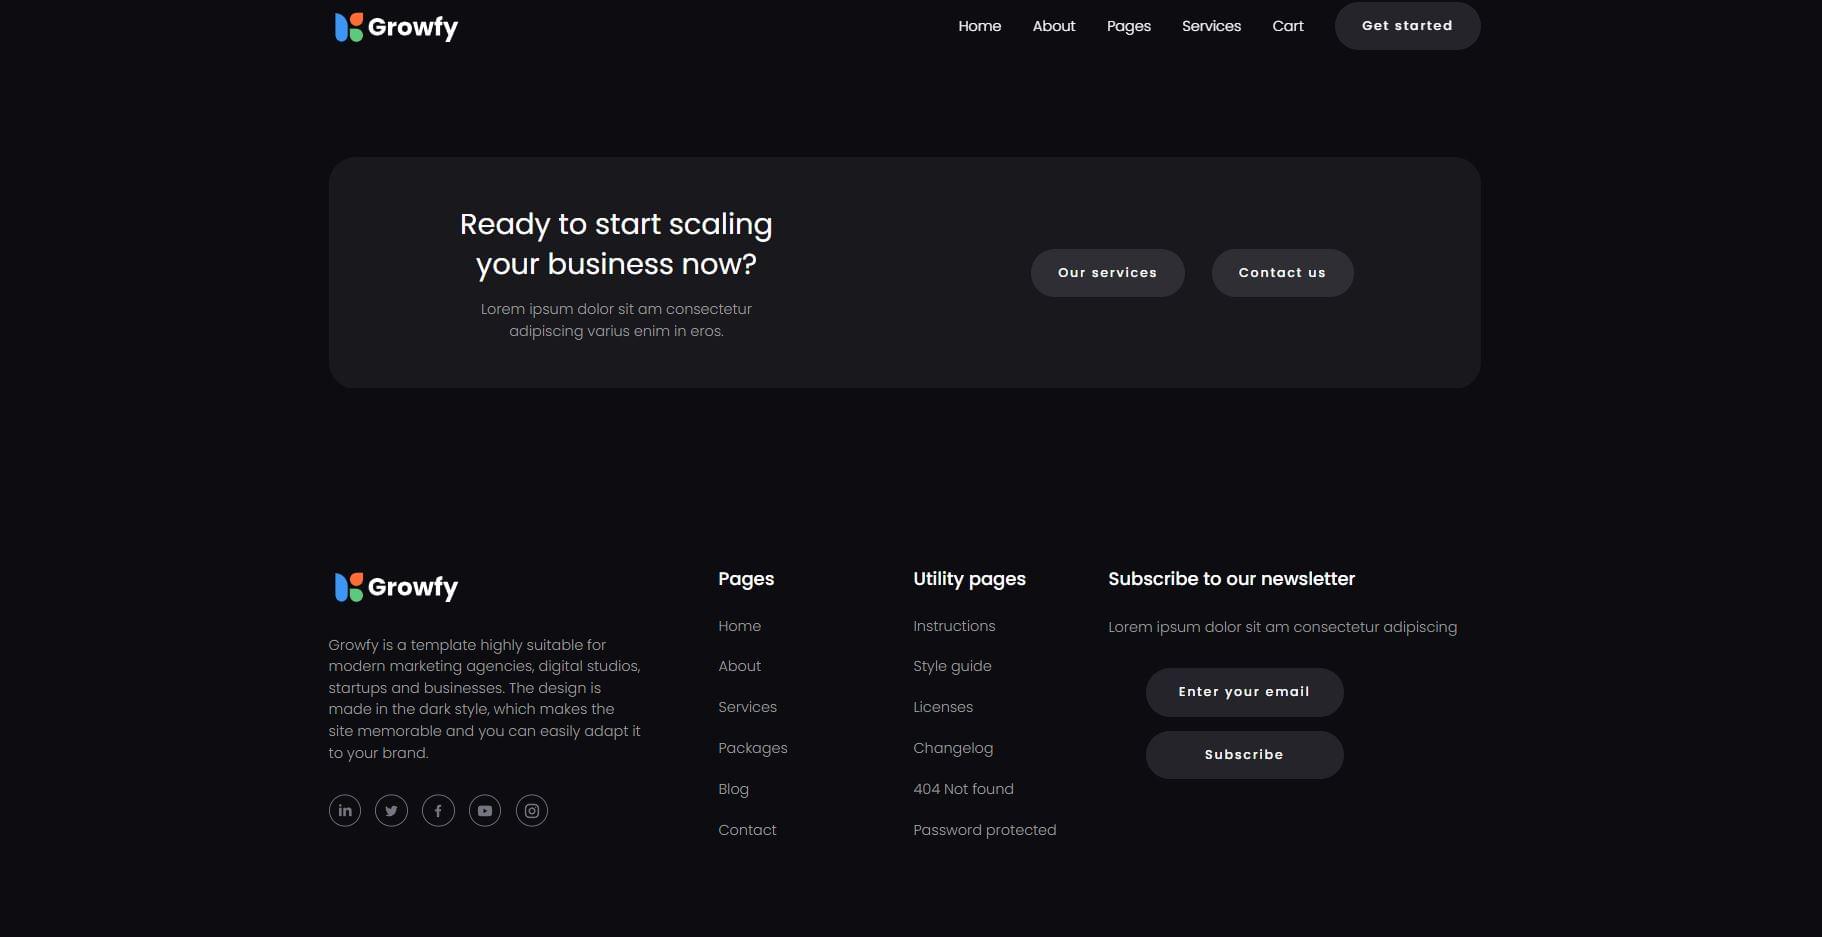 Growfy
Home
About
Pages
Services
Cart
Get started
Ready to start scaling
your business now?
Lorem ipsum dolor sit am consectetur
adipiscing varius enim in eros.
Our services
Contact us
Growfy
Growfy is a template highly suitable for
modern marketing agencies, digital studios,
startups and businesses. The design is
made in the dark style, which makes the
site memorable and you can easily adapt it
to your brand.
Pages
Home
About
Services
Packages
Blog
Contact
Utility pages
Instructions
Style guide
Licenses
Changelog
404 Not found
Password protected
Subscribe to our newsletter
Lorem ipsum dolor sit am consectetur adipiscing
Enter your email
Subscribe